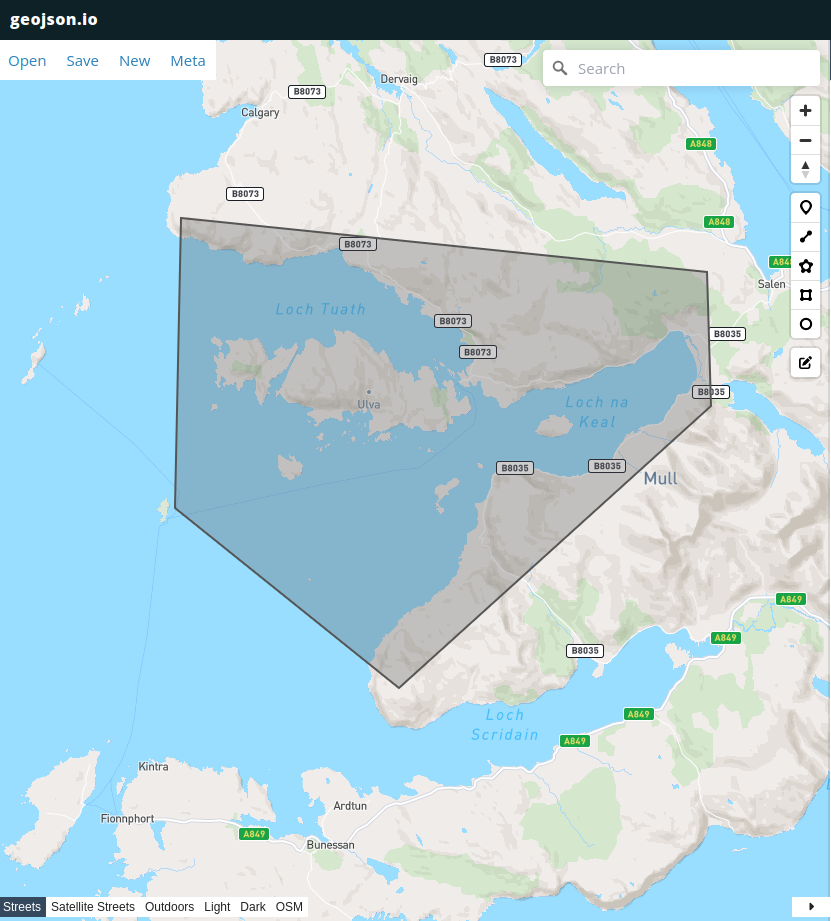 geojson.io
Open Save New Meta
Search
B8073
Dervaig
B8073
Calgary
A848
B8073
A848
B8073
A848
Salen
Loch Tuath
B8073
B8035
B8073
B8035
Ulva
Loch na
Keal
B8035
B8035
Mull
A849
A849
B8035
A849
Loch
Scridain
A849
Kintra
Ardtun
Fionnphort
A849
Bunessan
Streets Satellite Streets Outdoors Light Dark OSM